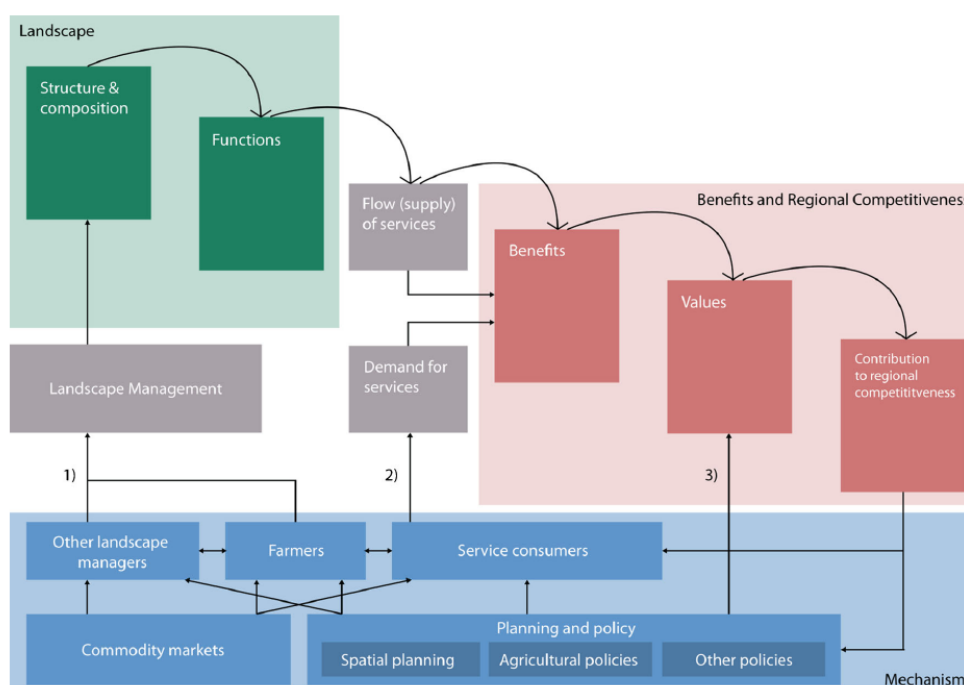 Landscape
Structure &
composition
Functions
Flow (supply)
of services
Benefits and Regional Competitiveness
Benefits
Values
Contribution
to regional
competititveness
Landscape Management
Demand for
services
1)
2)
3)
Other landscape
managers
Farmers
Service consumers
Commodity markets
Planning and policy
Spatial planning
Agricultural policies
Other policies
Mechanism